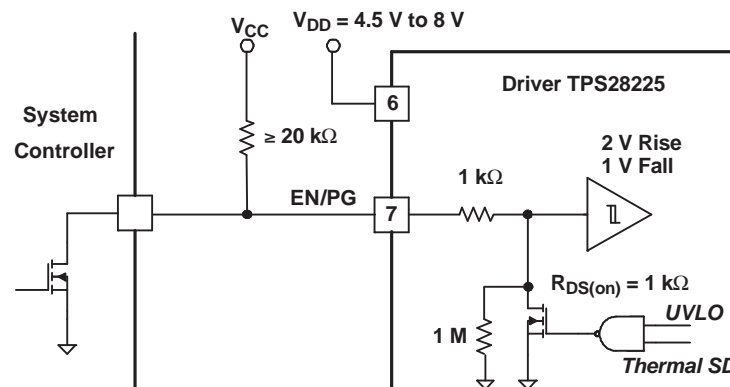 V_CC
V_DD = 4.5 V to 8 V
6
Driver TPS28225
System
Controller
≥ 20 kΩ
2 V Rise
1 V Fall
EN/PG
7
1 kΩ
R_DS(on) = 1 kΩ
UVLO
1 M
Thermal SD